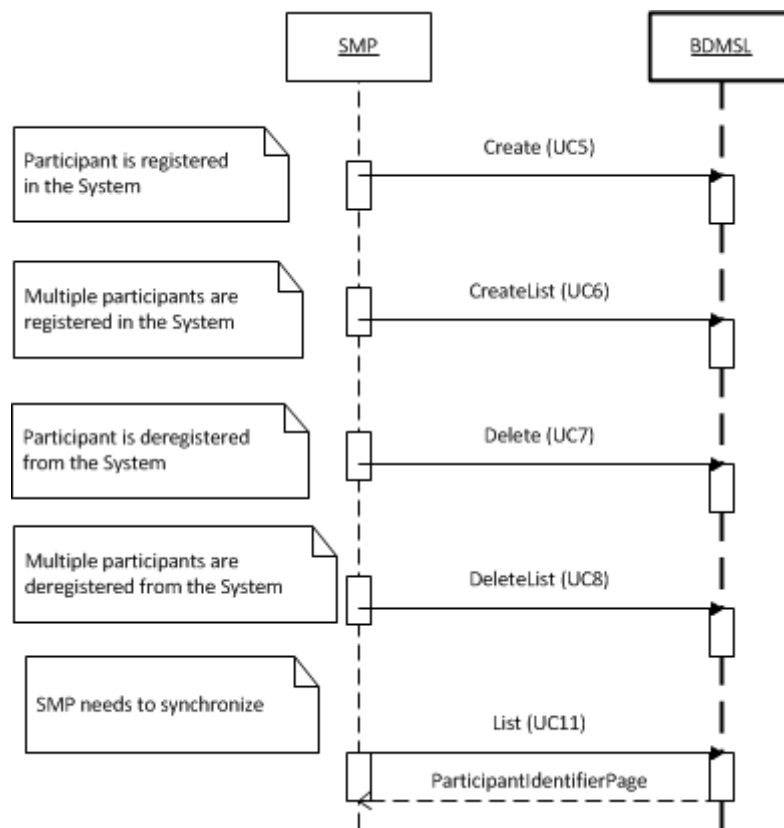 SMP
BDMSL
Participant is registered
in the System
Create (UC5)
Multiple participants are
registered in the System
CreateList (UC6)
Participant is deregistered
from the System
Delete (UC7)
Multiple participants are
deregistered from the System
DeleteList (UC8)
SMP needs to synchronize
List (UC11)
ParticipantIdentifierPage